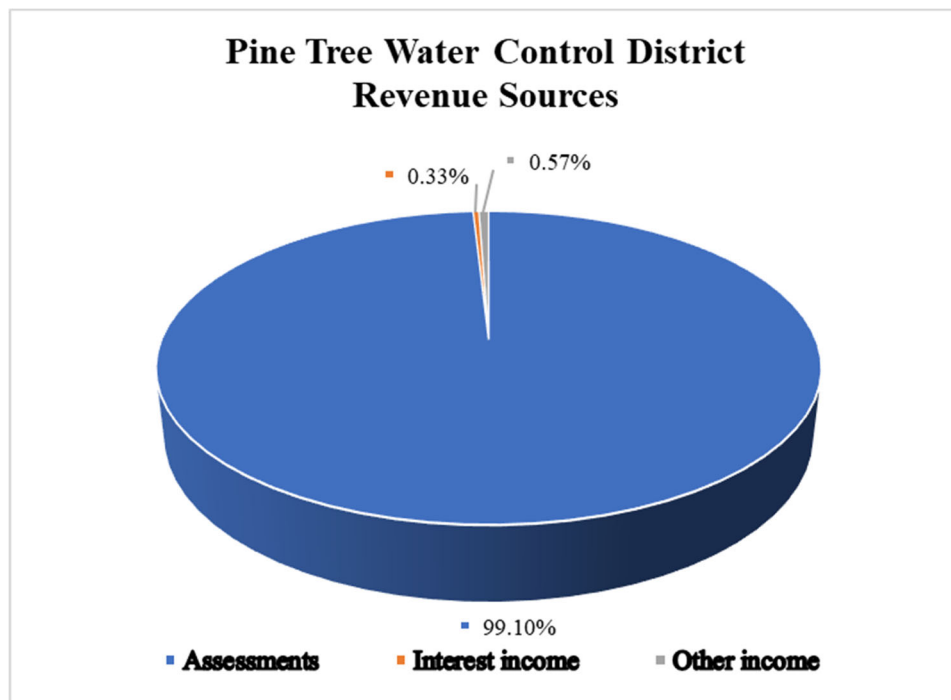 Pine Tree Water Control District
Revenue Sources
0.33%
0.57%
99.10%
Assessments
Interest income
Other income